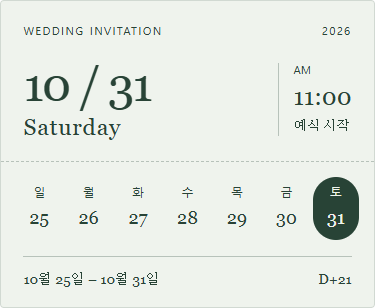 WEDDING INVITATION 2026
10 / 31
Saturday
AM
11:00
예식 시작
일 월 화 수 목 금 토
25 26 27 28 29 30 31
10월 25일 – 10월 31일 D+21